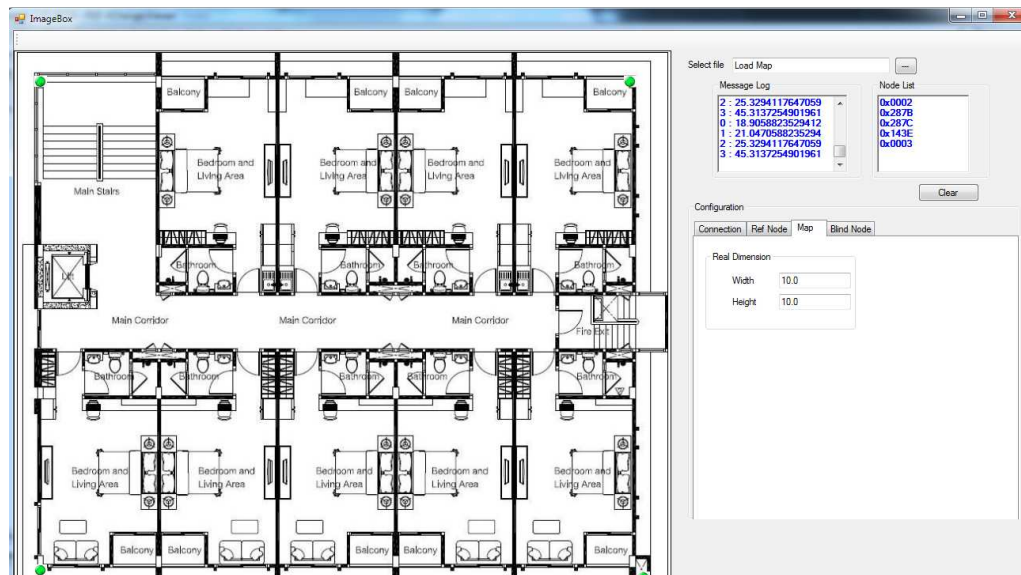 ImageBox
Select file Load Map ...
Message Log
Node List
2 : 25.3294117647059
3 : 45.3137254901961
0 : 18.9058823529412
1 : 21.0470588235294
2 : 25.3294117647059
3 : 45.3137254901961
0x0002
0x287B
0x287C
0x143E
0x0003
Clear
Configuration
Connection Ref Node Map Blind Node
Real Dimension
Width 10.0
Height 10.0
Balcony Balcony Balcony Balcony
Main Stairs
Bedroom and Bedroom and Bedroom and Bedroom and
Living Area Living Area Living Area Living Area
Lift
Bathroom Bathroom Bathroom Bathroom
Main Corridor Main Corridor Main Corridor
Fire Exit
Bathroom Bathroom Bathroom Bathroom Bathroom
Bedroom and Bedroom and Bedroom and Bedroom and Bedroom and
Living Area Living Area Living Area Living Area Living Area
Balcony Balcony Balcony Balcony Balcony